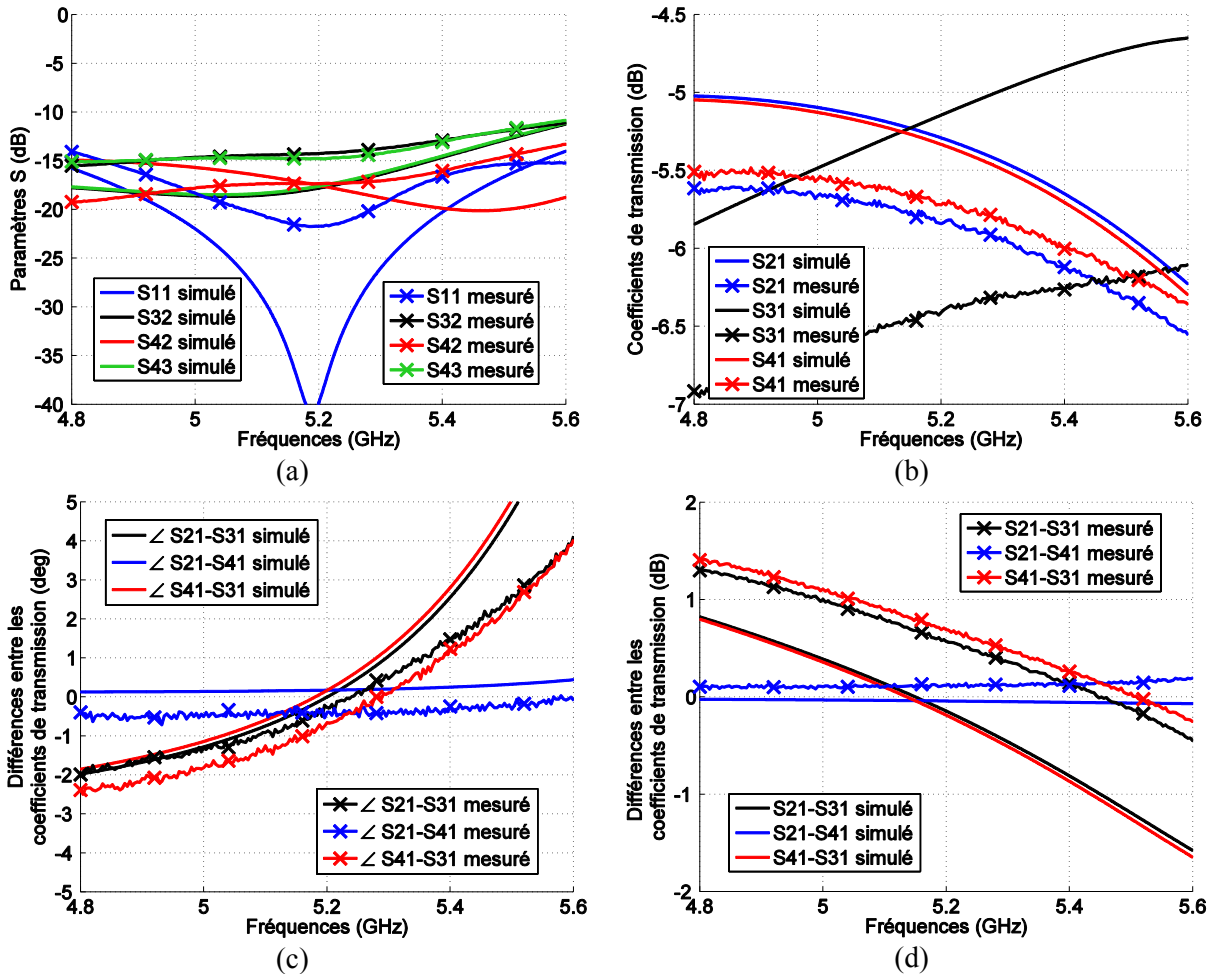 0
-5
-10
-15
-20
-25
-30
-35
-40
Paramètres S (dB)
S11 simulé
S32 simulé
S42 simulé
S43 simulé
S11 mesuré
S32 mesuré
S42 mesuré
S43 mesuré
4.8 5 5.2 5.4 5.6
Fréquences (GHz)
(a)
-4.5
-5
-5.5
-6
-6.5
-7
Coefficients de transmission (dB)
S21 simulé
S21 mesuré
S31 simulé
S31 mesuré
S41 simulé
S41 mesuré
4.8 5 5.2 5.4 5.6
Fréquences (GHz)
(b)
5
4
3
2
1
0
-1
-2
-3
-4
-5
Différences entre les
coefficients de transmission (deg)
∠ S21-S31 simulé
∠ S21-S41 simulé
∠ S41-S31 simulé
∠ S21-S31 mesuré
∠ S21-S41 mesuré
∠ S41-S31 mesuré
4.8 5 5.2 5.4 5.6
Fréquences (GHz)
(c)
2
1
0
-1
-2
Différences entre les
coefficients de transmission (dB)
S21-S31 mesuré
S21-S41 mesuré
S41-S31 mesuré
S21-S31 simulé
S21-S41 simulé
S41-S31 simulé
4.8 5 5.2 5.4 5.6
Fréquences (GHz)
(d)